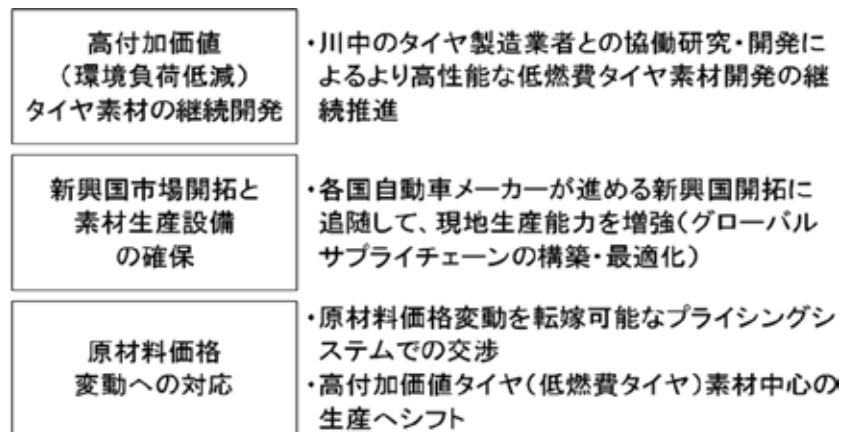 高付加価値
（環境負荷低減）
タイヤ素材の継続開発
・川中のタイヤ製造業者との協働研究・開発に
よるより高性能な低燃費タイヤ素材開発の継
続推進
新興国市場開拓と
素材生産設備
の確保
・各国自動車メーカーが進める新興国開拓に
追随して、現地生産能力を増強（グローバル
サプライチェーンの構築・最適化）
原材料価格
変動への対応
・原材料価格変動を転嫁可能なプライシングシ
ステムでの交渉
・高付加価値タイヤ（低燃費タイヤ）素材中心の
生産へシフト